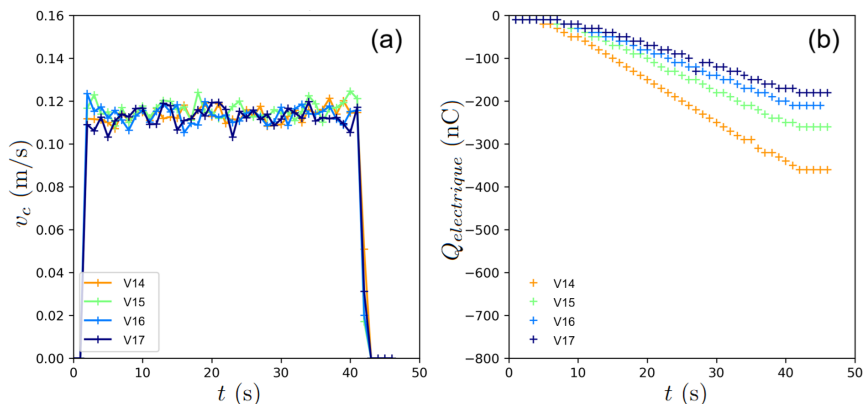 (a)
0.16
0.14
0.12
0.10
0.08
0.06
0.04
0.02
0.00
v_c (m/s)
V14
V15
V16
V17
0 10 20 30 40 50
t (s)
(b)
0
−100
−200
−300
−400
−500
−600
−700
−800
Q_electrique (nC)
V14
V15
V16
V17
0 10 20 30 40 50
t (s)